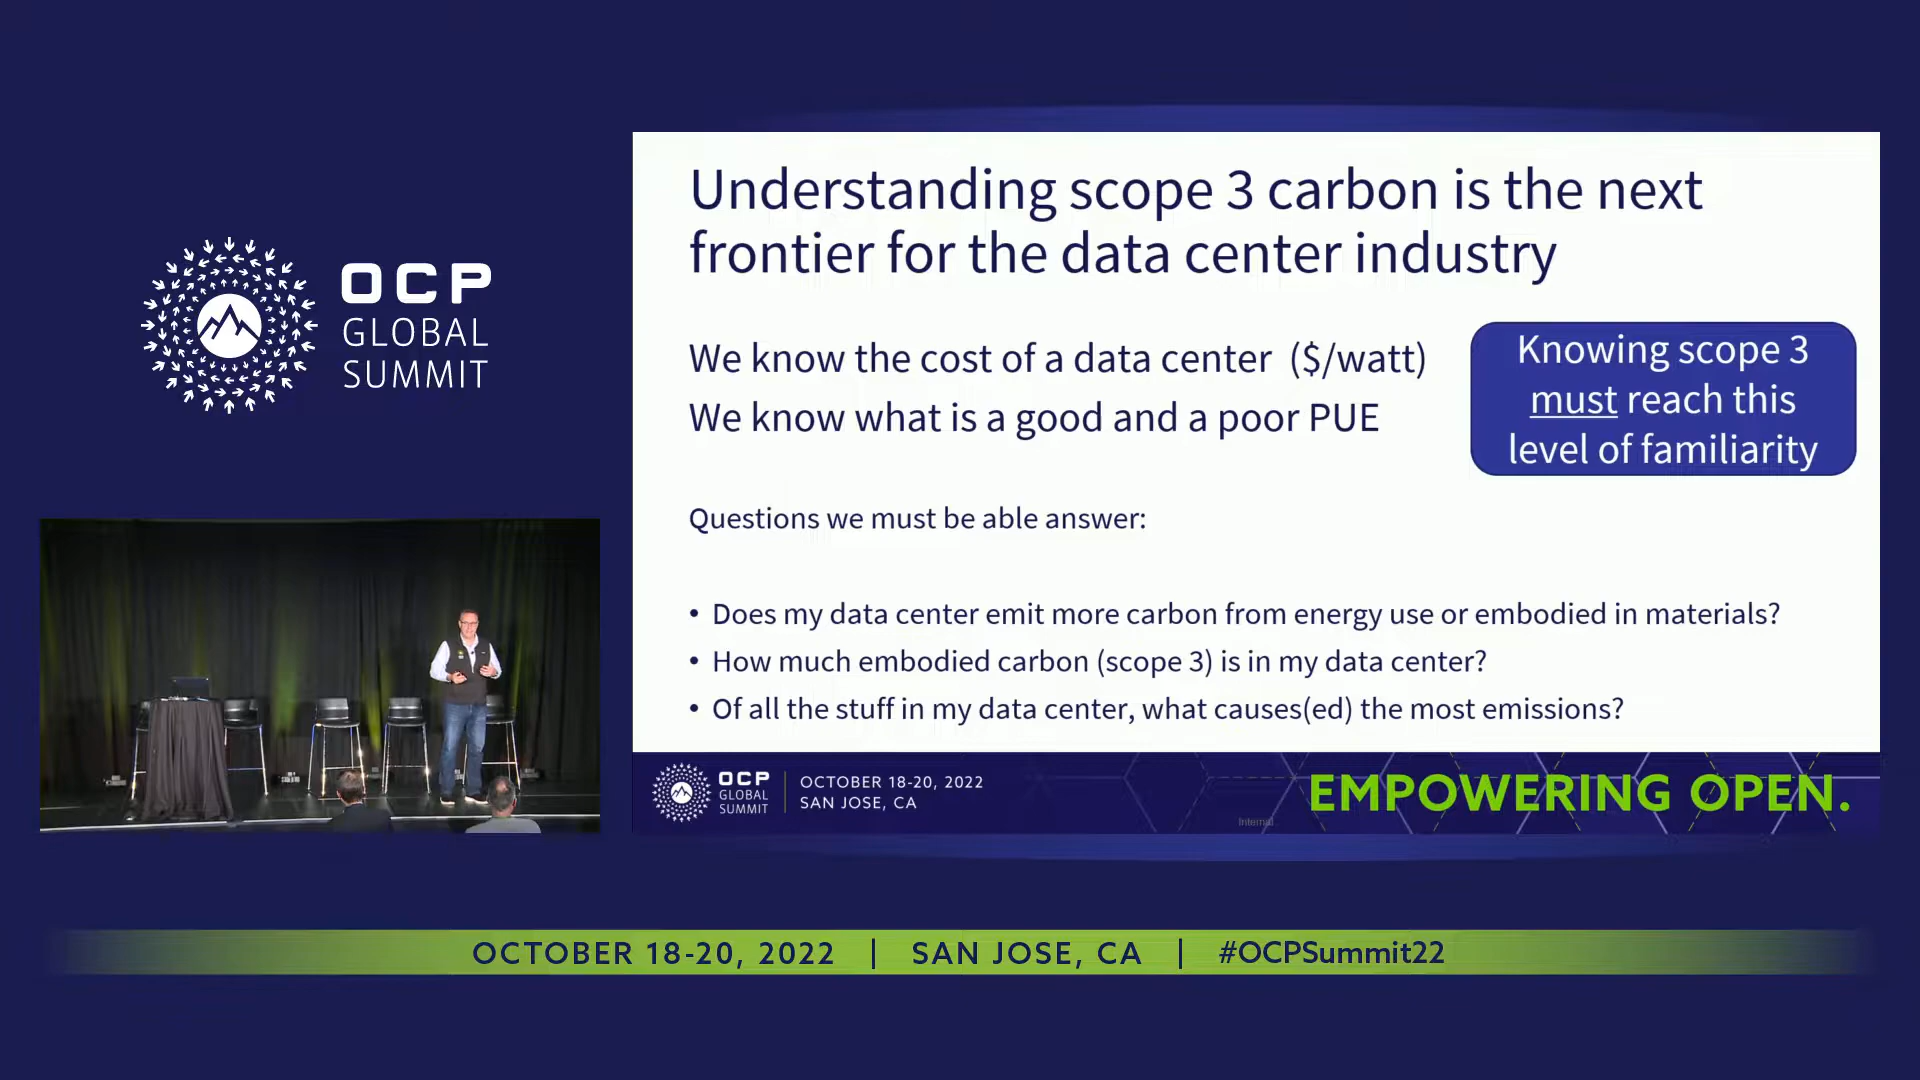 OCP
GLOBAL
SUMMIT
Understanding scope 3 carbon is the next
frontier for the data center industry
We know the cost of a data center ($/watt)
We know what is a good and a poor PUE
Knowing scope 3
must reach this
level of familiarity
Questions we must be able answer:
• Does my data center emit more carbon from energy use or embodied in materials?
• How much embodied carbon (scope 3) is in my data center?
• Of all the stuff in my data center, what causes(ed) the most emissions?
OCP
GLOBAL
SUMMIT
OCTOBER 18-20, 2022
SAN JOSE, CA
Internal
EMPOWERING OPEN.
OCTOBER 18-20, 2022 | SAN JOSE, CA | #OCPSummit22